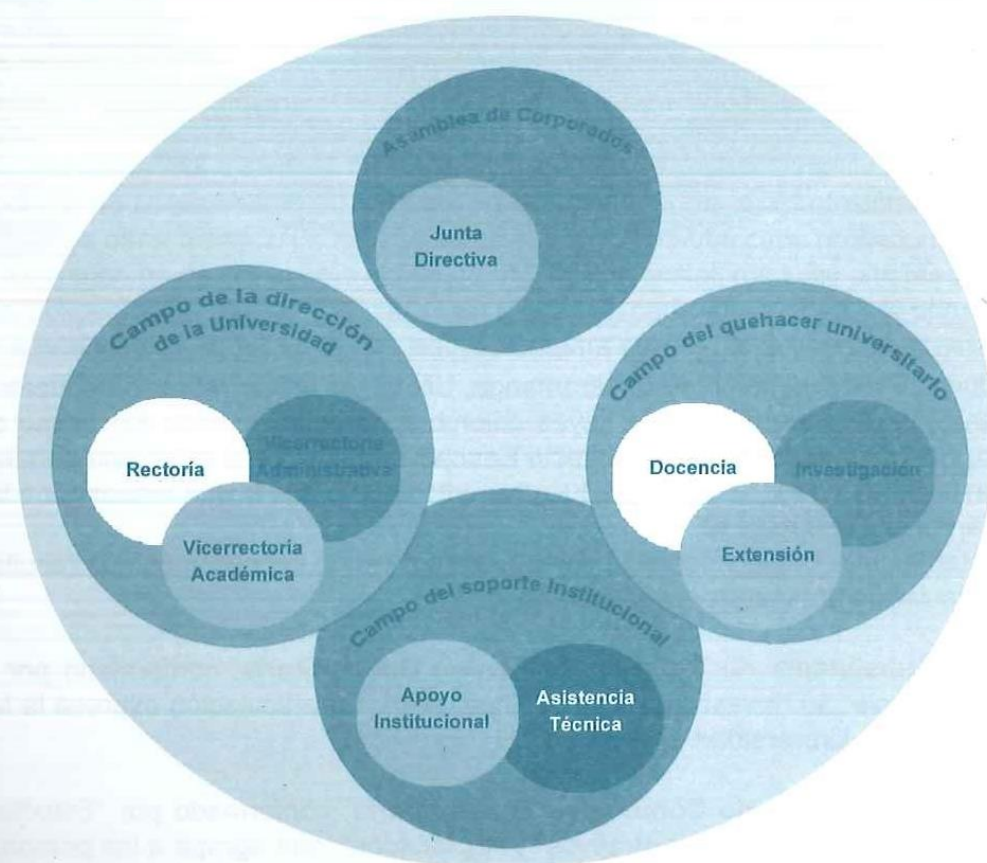 Asamblea de Corporados
Junta
Directiva
Campo de la dirección
de la Universidad
Rectoría
Vicerrectoría
Administrativa
Vicerrectoría
Académica
Campo del quehacer universitario
Docencia
Investigación
Extensión
Campo del soporte Institucional
Apoyo
Institucional
Asistencia
Técnica